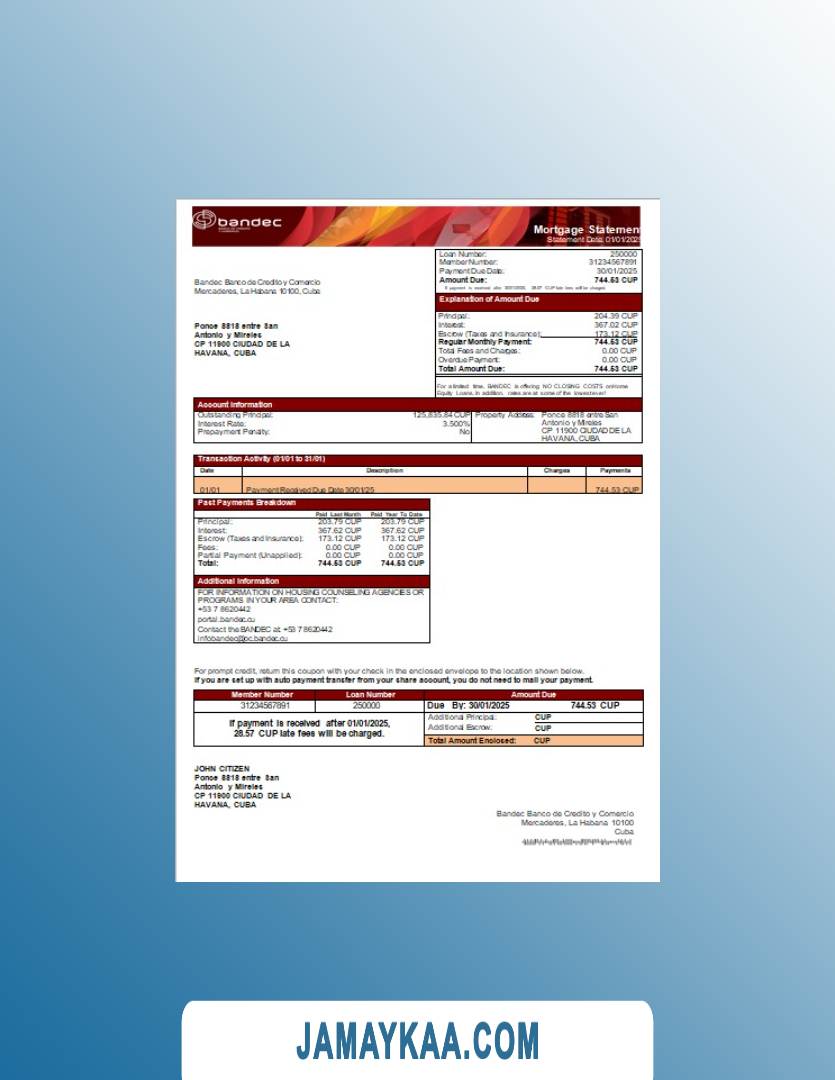 bandec
Mortgage Statement
Statement Date: 01/01/2025
Loan Number: 250000
Member Number: 31234567891
Payment Due Date: 30/01/2025
Amount Due: 744.53 CUP
If payment is received after 30/01/2025, 28.57 CUP late fees will be charged.
Bandec Banco de Credito y Comercio
Mercaderes, La Habana 10100, Cuba
Explanation of Amount Due
Principal: 204.39 CUP
Interest: 367.02 CUP
Escrow (Taxes and Insurance): 173.12 CUP
Regular Monthly Payment: 744.53 CUP
Total Fees and Charges: 0.00 CUP
Overdue Payment: 0.00 CUP
Total Amount Due: 744.53 CUP
Ponce 8818 entre San
Antonio y Mireles
CP 11900 CIUDAD DE LA
HAVANA, CUBA
For a limited time, BANDEC is offering NO CLOSING COSTS on Home
Equity Loans. In addition, rates are at some of the lowest ever!
Account Information
Outstanding Principal: 125,835.84 CUP
Interest Rate: 3.500%
Prepayment Penalty: No
Property Address: Ponce 8818 entre San
Antonio y Mireles
CP 11900 CIUDAD DE LA
HAVANA, CUBA
Transaction Activity (01/01 to 31/01)
Date Description Charges Payments
01/01 Payment Received Due Date 30/01/25 744.53 CUP
Past Payments Breakdown
Paid Last Month Paid Year To Date
Principal: 203.79 CUP 203.79 CUP
Interest: 367.62 CUP 367.62 CUP
Escrow (Taxes and Insurance): 173.12 CUP 173.12 CUP
Fees: 0.00 CUP 0.00 CUP
Partial Payment (Unapplied): 0.00 CUP 0.00 CUP
Total: 744.53 CUP 744.53 CUP
Additional Information
FOR INFORMATION ON HOUSING COUNSELING AGENCIES OR
PROGRAMS IN YOUR AREA CONTACT:
+53 7 8620442
portal.bandec.cu
Contact the BANDEC at: +53 7 8620442
infobandec@oc.bandec.cu
For prompt credit, return this coupon with your check in the enclosed envelope to the location shown below.
If you are set up with auto payment transfer from your share account, you do not need to mail your payment.
Member Number Loan Number Amount Due
31234567891 250000 Due By: 30/01/2025 744.53 CUP
If payment is received after 01/01/2025,
28.57 CUP late fees will be charged.
Additional Principal: CUP
Additional Escrow: CUP
Total Amount Enclosed: CUP
JOHN CITIZEN
Ponce 8818 entre San
Antonio y Mireles
CP 11900 CIUDAD DE LA
HAVANA, CUBA
Bandec Banco de Credito y Comercio
Mercaderes, La Habana 10100
Cuba
JAMAYKAA.COM